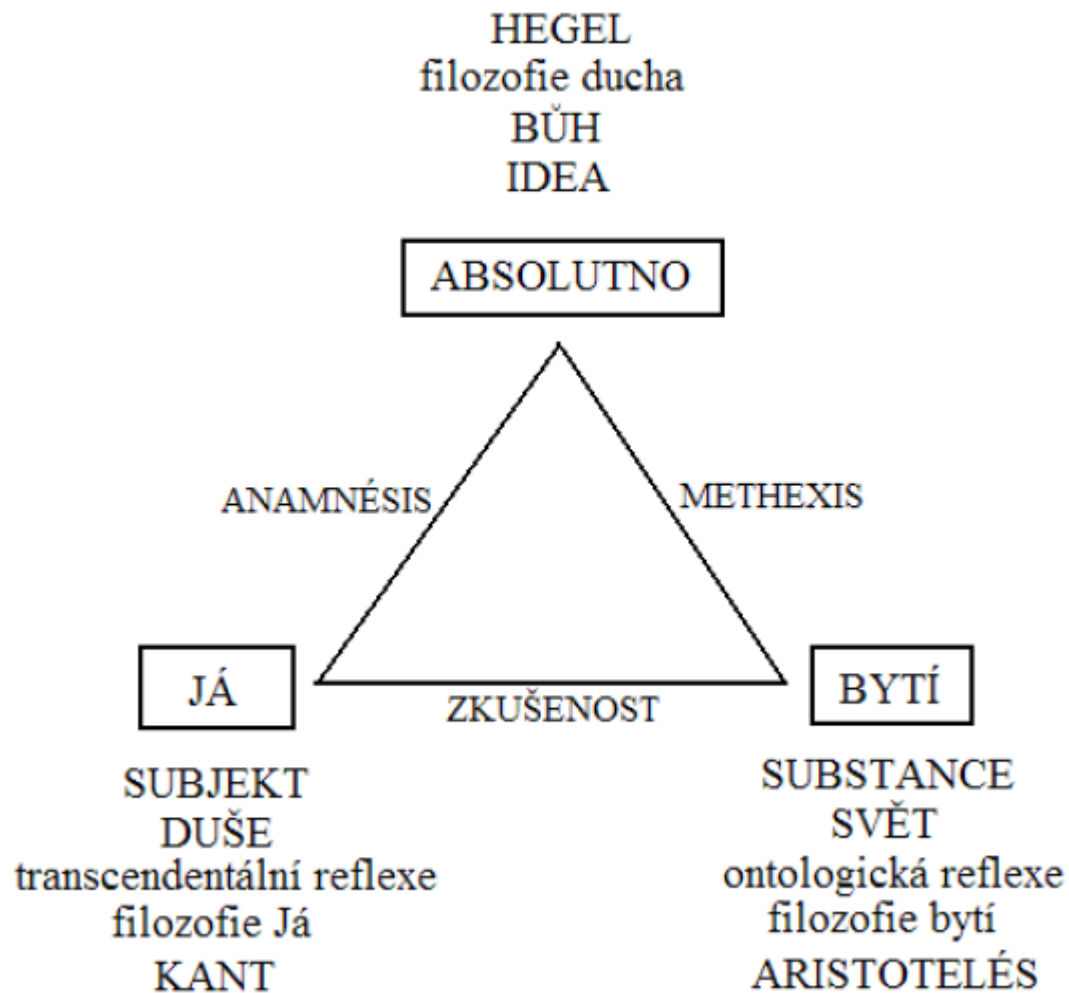 HEGEL
filozofie ducha
BŮH
IDEA
ABSOLUTNO
ANAMNÉSIS
METHEXIS
JÁ
ZKUŠENOST
BYTÍ
SUBJEKT
DUŠE
transcendentální reflexe
filozofie Já
KANT
SUBSTANCE
SVĚT
ontologická reflexe
filozofie bytí
ARISTOTELÉS